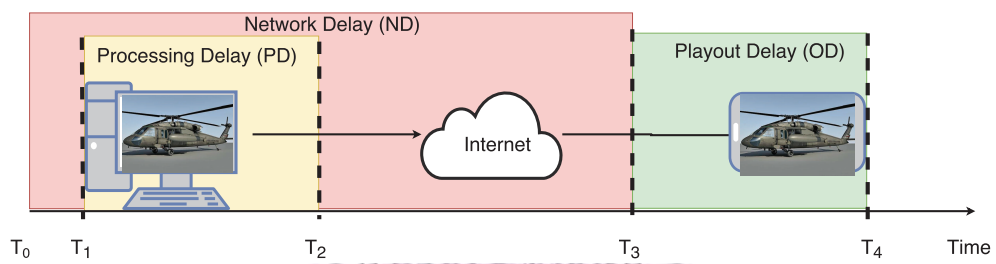 Network Delay (ND)
Processing Delay (PD)
Playout Delay (OD)
Internet
T0 T1 T2 T3 T4 Time